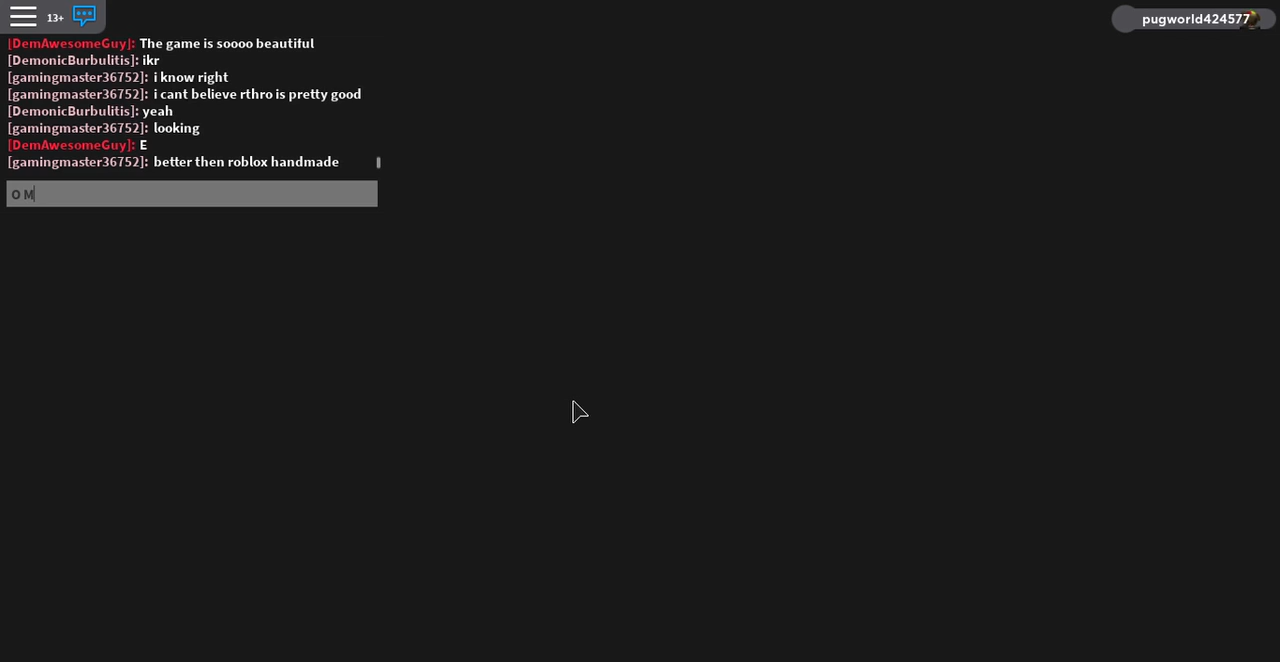 13+
pugworld424577
[DemAwesomeGuy]: The game is soooo beautiful
[DemonicBurbulitis]: ikr
[gamingmaster36752]: i know right
[gamingmaster36752]: i cant believe rthro is pretty good
[DemonicBurbulitis]: yeah
[gamingmaster36752]: looking
[DemAwesomeGuy]: E
[gamingmaster36752]: better then roblox handmade
O M